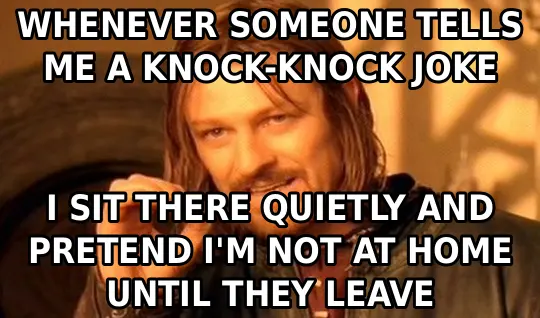 WHENEVER SOMEONE TELLS
ME A KNOCK-KNOCK JOKE
I SIT THERE QUIETLY AND
PRETEND I'M NOT AT HOME
UNTIL THEY LEAVE